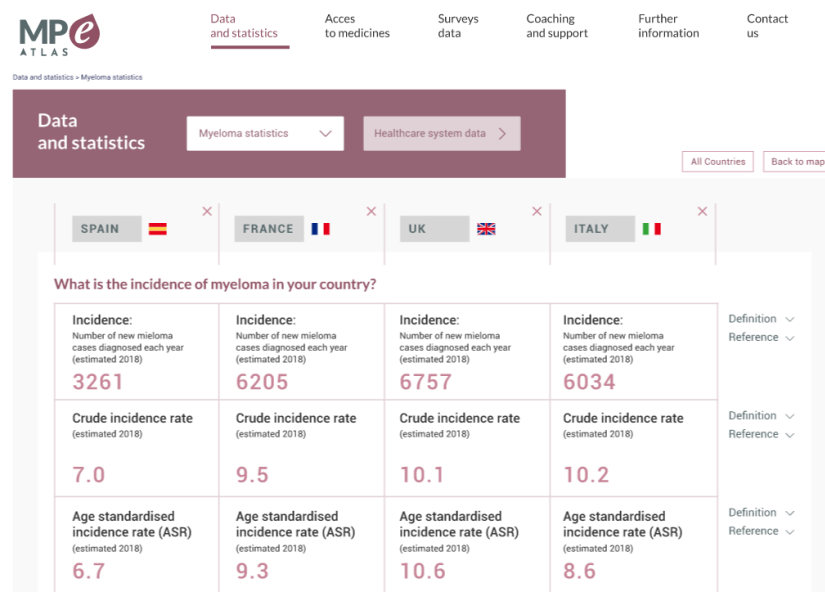 MPe
ATLAS
Data
and statistics
Acces
to medicines
Surveys
data
Coaching
and support
Further
information
Contact
us
Data and statistics > Myeloma statistics
Data
and statistics
Myeloma statistics
Healthcare system data
All Countries
Back to map
SPAIN
FRANCE
UK
ITALY
What is the incidence of myeloma in your country?
Incidence:
Number of new mieloma
cases diagnosed each year
(estimated 2018)
3261
Incidence:
Number of new mieloma
cases diagnosed each year
(estimated 2018)
6205
Incidence:
Number of new mieloma
cases diagnosed each year
(estimated 2018)
6757
Incidence:
Number of new mieloma
cases diagnosed each year
(estimated 2018)
6034
Definition
Reference
Crude incidence rate
(estimated 2018)
7.0
Crude incidence rate
(estimated 2018)
9.5
Crude incidence rate
(estimated 2018)
10.1
Crude incidence rate
(estimated 2018)
10.2
Definition
Reference
Age standardised
incidence rate (ASR)
(estimated 2018)
6.7
Age standardised
incidence rate (ASR)
(estimated 2018)
9.3
Age standardised
incidence rate (ASR)
(estimated 2018)
10.6
Age standardised
incidence rate (ASR)
(estimated 2018)
8.6
Definition
Reference